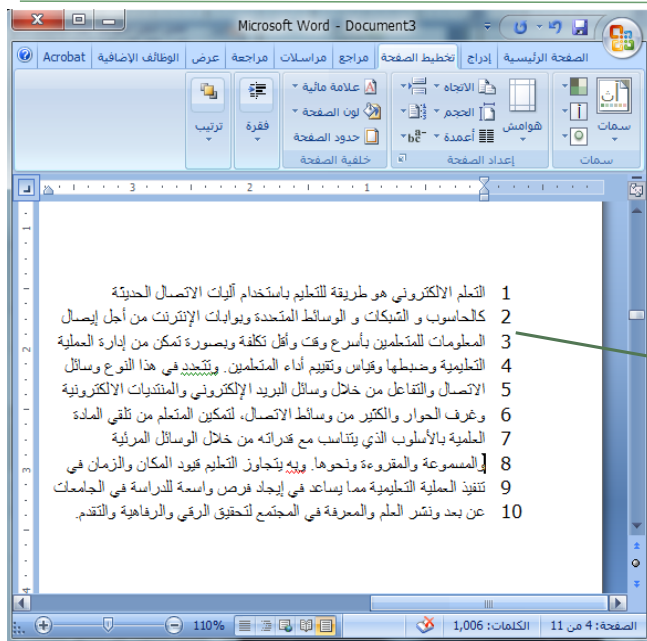 Microsoft Word - Document3
الصفحة الرئيسية إدراج تخطيط الصفحة مراجع مراسلات مراجعة عرض الوظائف الإضافية Acrobat
سمات هوامش الاتجاه علامة مائية فقرة ترتيب
الحجم لون الصفحة
أعمدة حدود الصفحة
سمات إعداد الصفحة خلفية الصفحة
1 التعلم الالكتروني هو طريقة للتعليم باستخدام آليات الاتصال الحديثة
2 كالحاسوب و الشبكات و الوسائط المتعددة وبوابات الإنترنت من أجل إيصال
3 المعلومات للمتعلمين بأسرع وقت وأقل تكلفة وبصورة تمكن من إدارة العملية
4 التعليمية وضبطها وقياس وتقييم أداء المتعلمين. وتتعدد في هذا النوع وسائل
5 الاتصال والتفاعل من خلال وسائل البريد الإلكتروني والمنتديات الالكترونية
6 وغرف الحوار والكثير من وسائط الاتصال، لتمكين المتعلم من تلقي المادة
7 العلمية بالأسلوب الذي يتناسب مع قدراته من خلال الوسائل المرئية
8 والمسموعة والمقروءة ونحوها. وبه يتجاوز التعليم قيود المكان والزمان في
9 تنفيذ العملية التعليمية مما يساعد في إيجاد فرص واسعة للدراسة في الجامعات
10 عن بعد ونشر العلم والمعرفة في المجتمع لتحقيق الرقي والرفاهية والتقدم.
الصفحة: 4 من 11 الكلمات: 1,006 110%